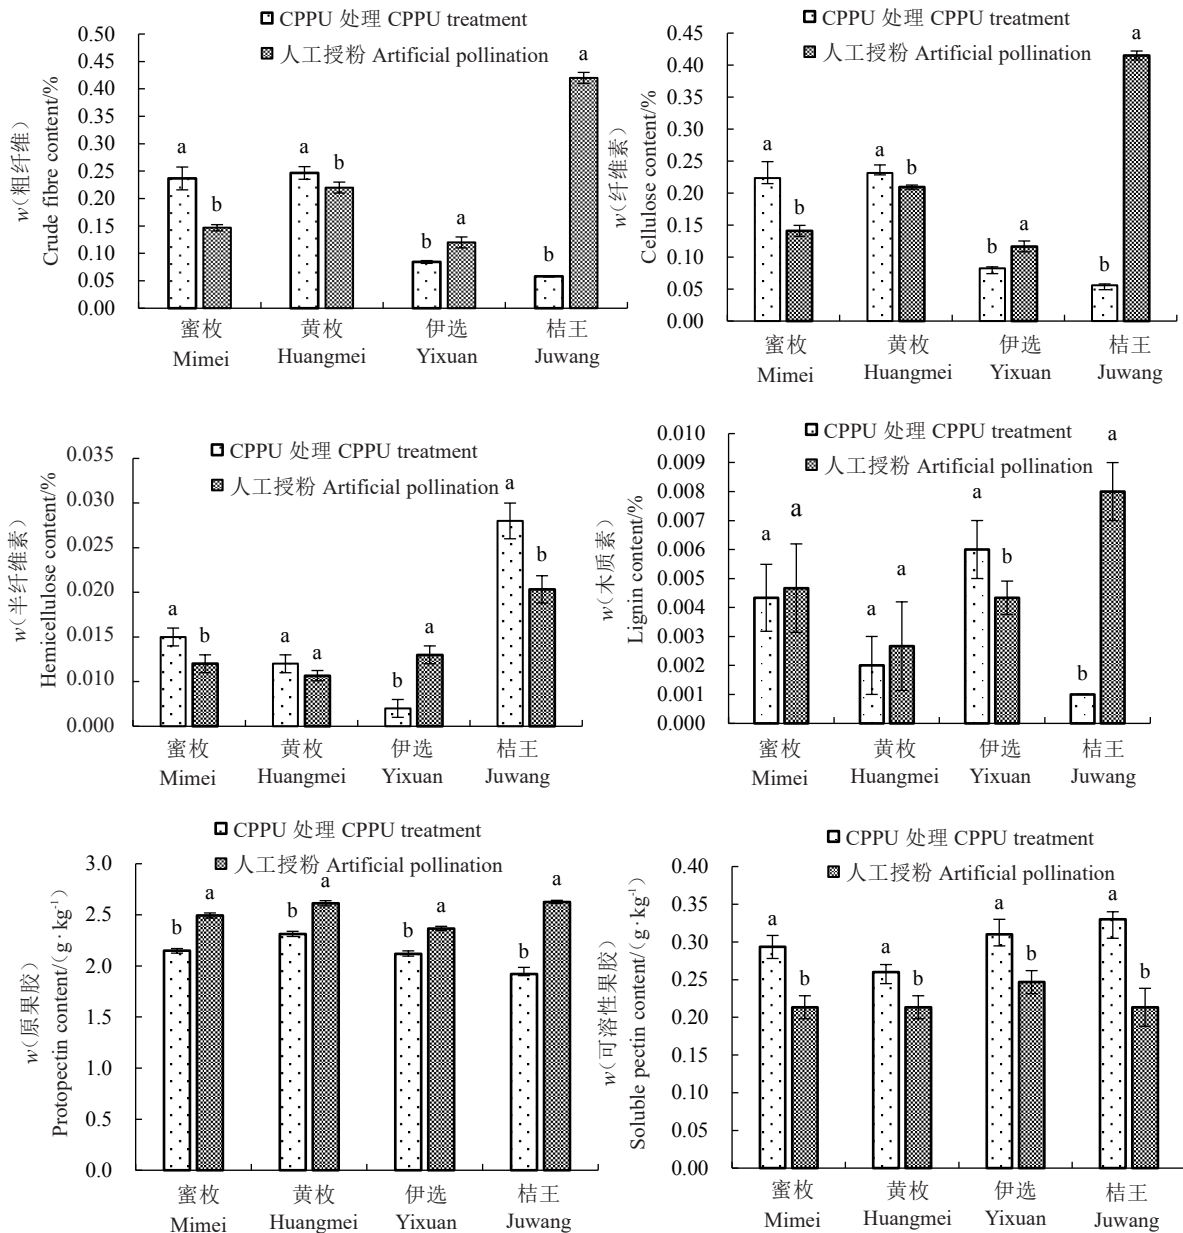 CPPU 处理 CPPU treatment
人工授粉 Artificial pollination
w(粗纤维)
Crude fibre content/%
0.50
0.45
0.40
0.35
0.30
0.25
0.20
0.15
0.10
0.05
0.00
a
b
a
b
b
a
b
a
蜜枚
黄枚
伊选
桔王
Mimei
Huangmei
Yixuan
Juwang
CPPU 处理 CPPU treatment
人工授粉 Artificial pollination
w(纤维素)
Cellulose content/%
0.45
0.40
0.35
0.30
0.25
0.20
0.15
0.10
0.05
0.00
a
b
a
b
b
a
b
a
蜜枚
黄枚
伊选
桔王
Mimei
Huangmei
Yixuan
Juwang
CPPU 处理 CPPU treatment
人工授粉 Artificial pollination
w(半纤维素)
Hemicellulose content/%
0.035
0.030
0.025
0.020
0.015
0.010
0.000
a
b
a
a
b
a
a
b
蜜枚
黄枚
伊选
桔王
Mimei
Huangmei
Yixuan
Juwang
CPPU 处理 CPPU treatment
人工授粉 Artificial pollination
w(木质素)
Lignin content/%
0.010
0.009
0.008
0.007
0.006
0.005
0.004
0.003
0.002
0.001
0.000
a
a
a
a
a
b
b
a
蜜枚
黄枚
伊选
桔王
Mimei
Huangmei
Yixuan
Juwang
CPPU 处理 CPPU treatment
人工授粉 Artificial pollination
w(原果胶)
Protopectin content/(g·kg⁻¹)
3.0
2.5
2.0
1.5
1.0
0.5
0.0
b
a
b
a
b
a
b
a
蜜枚
黄枚
伊选
桔王
Mimei
Huangmei
Yixuan
Juwang
CPPU 处理 CPPU treatment
人工授粉 Artificial pollination
w(可溶性果胶)
Soluble pectin content/(g·kg⁻¹)
0.40
0.35
0.30
0.25
0.20
0.15
0.10
0.05
0.00
a
b
a
b
a
b
a
b
蜜枚
黄枚
伊选
桔王
Mimei
Huangmei
Yixuan
Juwang